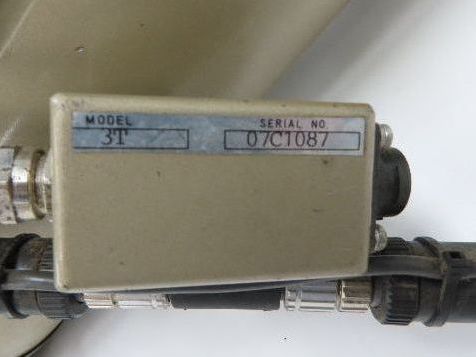 MODEL SERIAL NO.
3T 07C1087